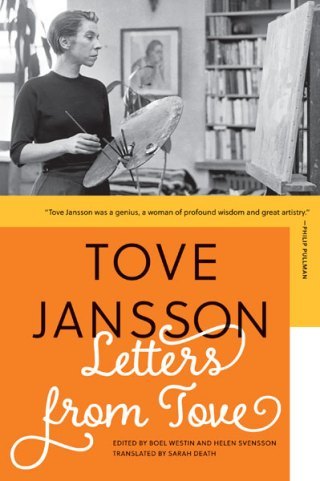 “Tove Jansson was a genius, a woman of profound wisdom and great artistry.”
—PHILIP PULLMAN
TOVE
JANSSON
Letters
from Tove
EDITED BY BOEL WESTIN AND HELEN SVENSSON
TRANSLATED BY SARAH DEATH